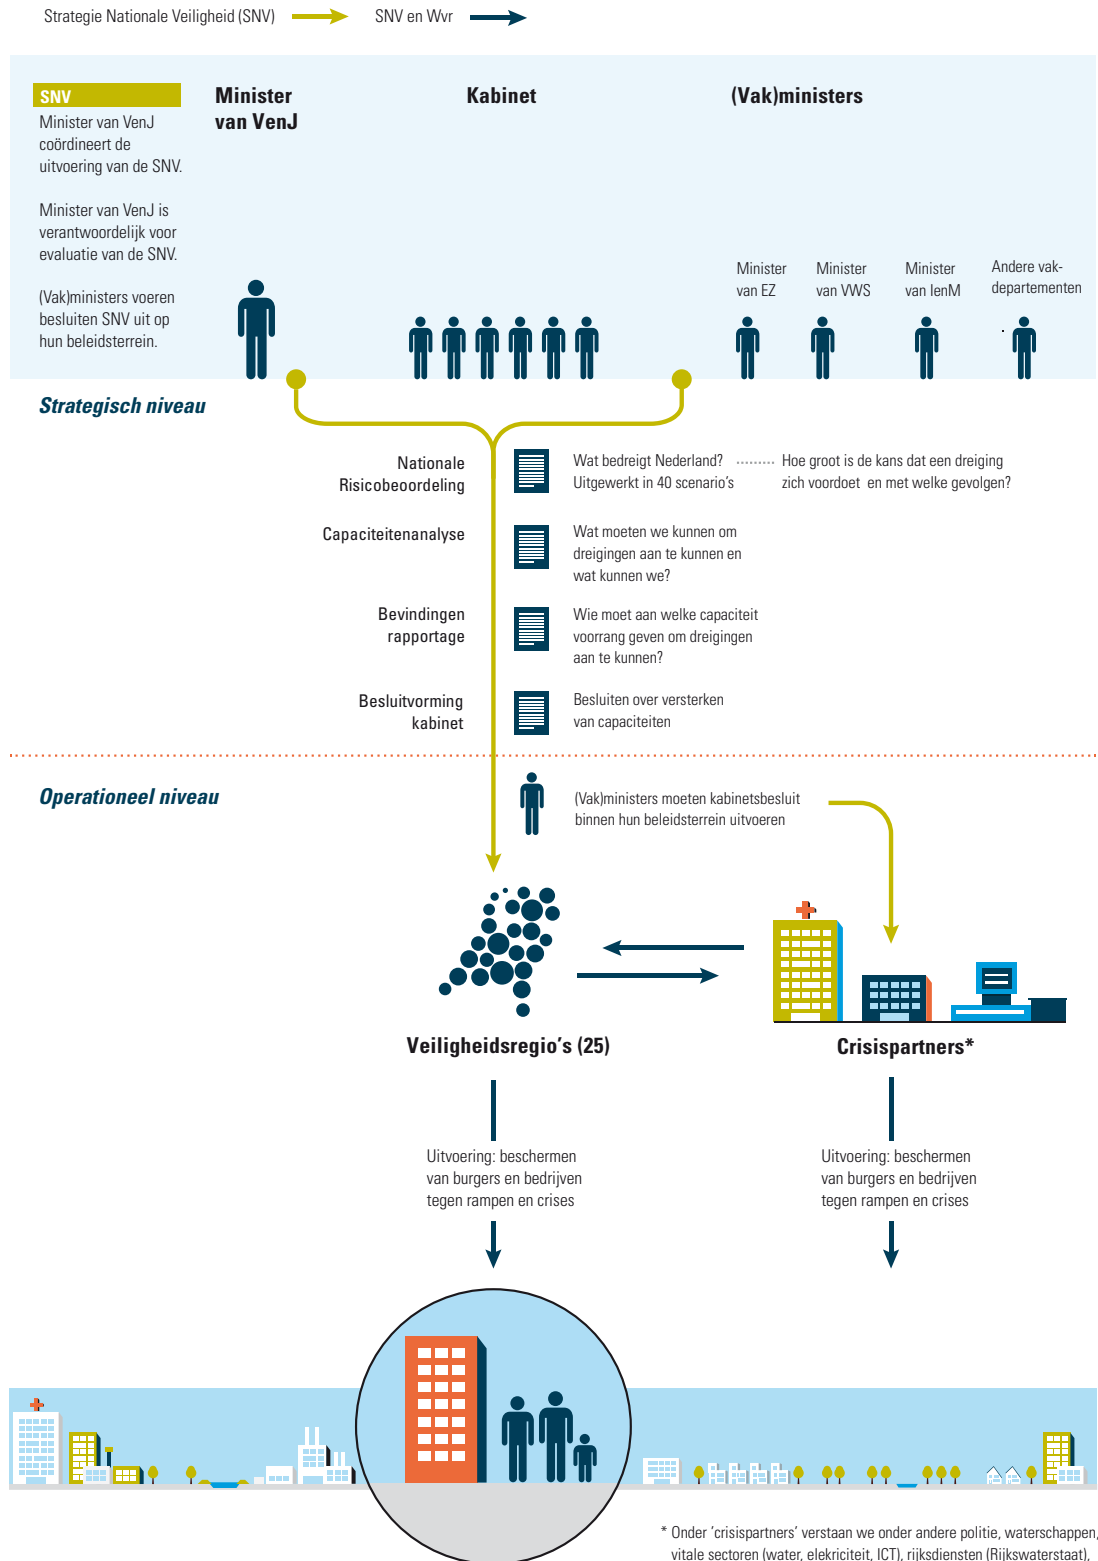 Strategie Nationale Veiligheid (SNV)
SNV en Wvr
SNV
Minister van VenJ
coördineert de
uitvoering van de SNV.
Minister van VenJ is
verantwoordelijk voor
evaluatie van de SNV.
(Vak)ministers voeren
besluiten SNV uit op
hun beleidsterrein.
Minister
van VenJ
Kabinet
(Vak)ministers
Minister
van EZ
Minister
van VWS
Minister
van IenM
Andere vak-
departementen
Strategisch niveau
Nationale
Risicobeoordeling
Wat bedreigt Nederland?
Uitgewerkt in 40 scenario's
Hoe groot is de kans dat een dreiging
zich voordoet en met welke gevolgen?
Capaciteitenanalyse
Wat moeten we kunnen om
dreigingen aan te kunnen en
wat kunnen we?
Bevindingen
rapportage
Wie moet aan welke capaciteit
voorrang geven om dreigingen
aan te kunnen?
Besluitvorming
kabinet
Besluiten over versterken
van capaciteiten
Operationeel niveau
(Vak)ministers moeten kabinetsbesluit
binnen hun beleidsterrein uitvoeren
Veiligheidsregio's (25)
Crisispartners*
Uitvoering: beschermen
van burgers en bedrijven
tegen rampen en crises
Uitvoering: beschermen
van burgers en bedrijven
tegen rampen en crises
* Onder 'crisispartners' verstaan we onder andere politie, waterschappen,
vitale sectoren (water, elekriciteit, ICT), rijksdiensten (Rijkswaterstaat),